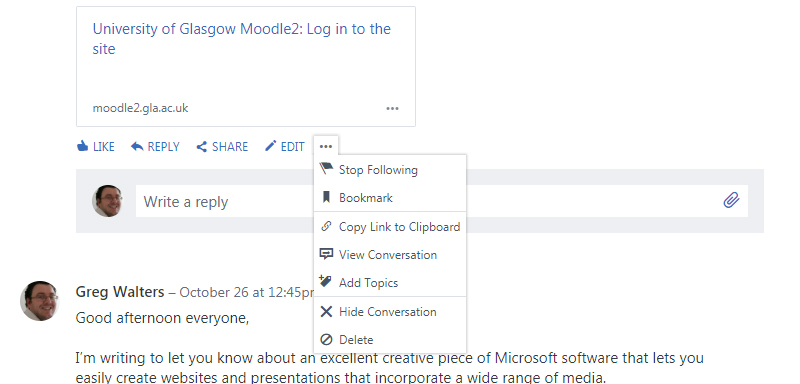 University of Glasgow Moodle2: Log in to the
site
moodle2.gla.ac.uk
LIKE REPLY SHARE EDIT
Stop Following
Bookmark
Write a reply
Copy Link to Clipboard
View Conversation
Add Topics
Hide Conversation
Delete
Greg Walters – October 26 at 12:45p
Good afternoon everyone,
I'm writing to let you know about an excellent creative piece of Microsoft software that lets you
easily create websites and presentations that incorporate a wide range of media.